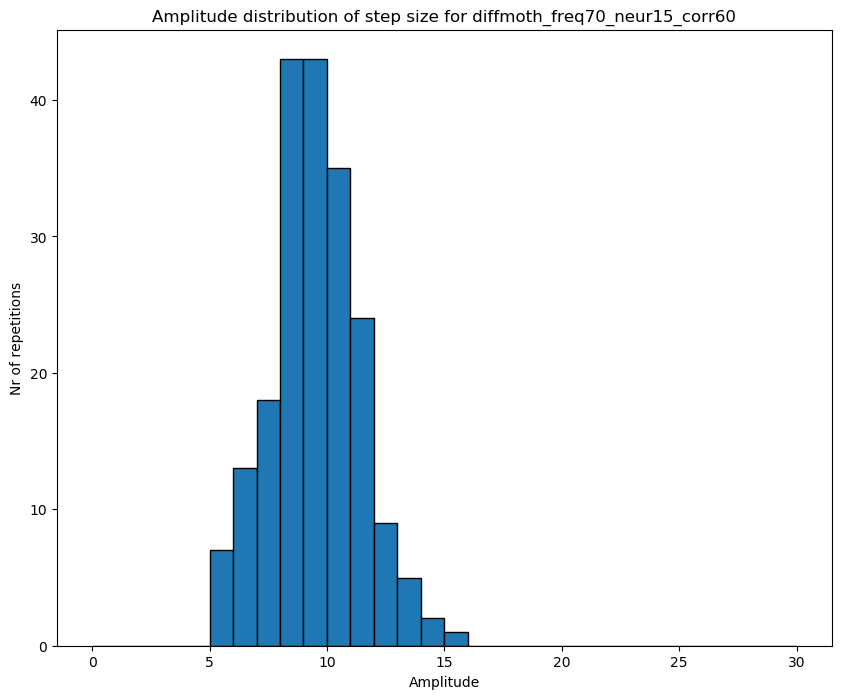 Amplitude distribution of step size for diffmoth_freq70_neur15_corr60
40
30
20
10
0
Nr of repetitions
0 5 10 15 20 25 30
Amplitude